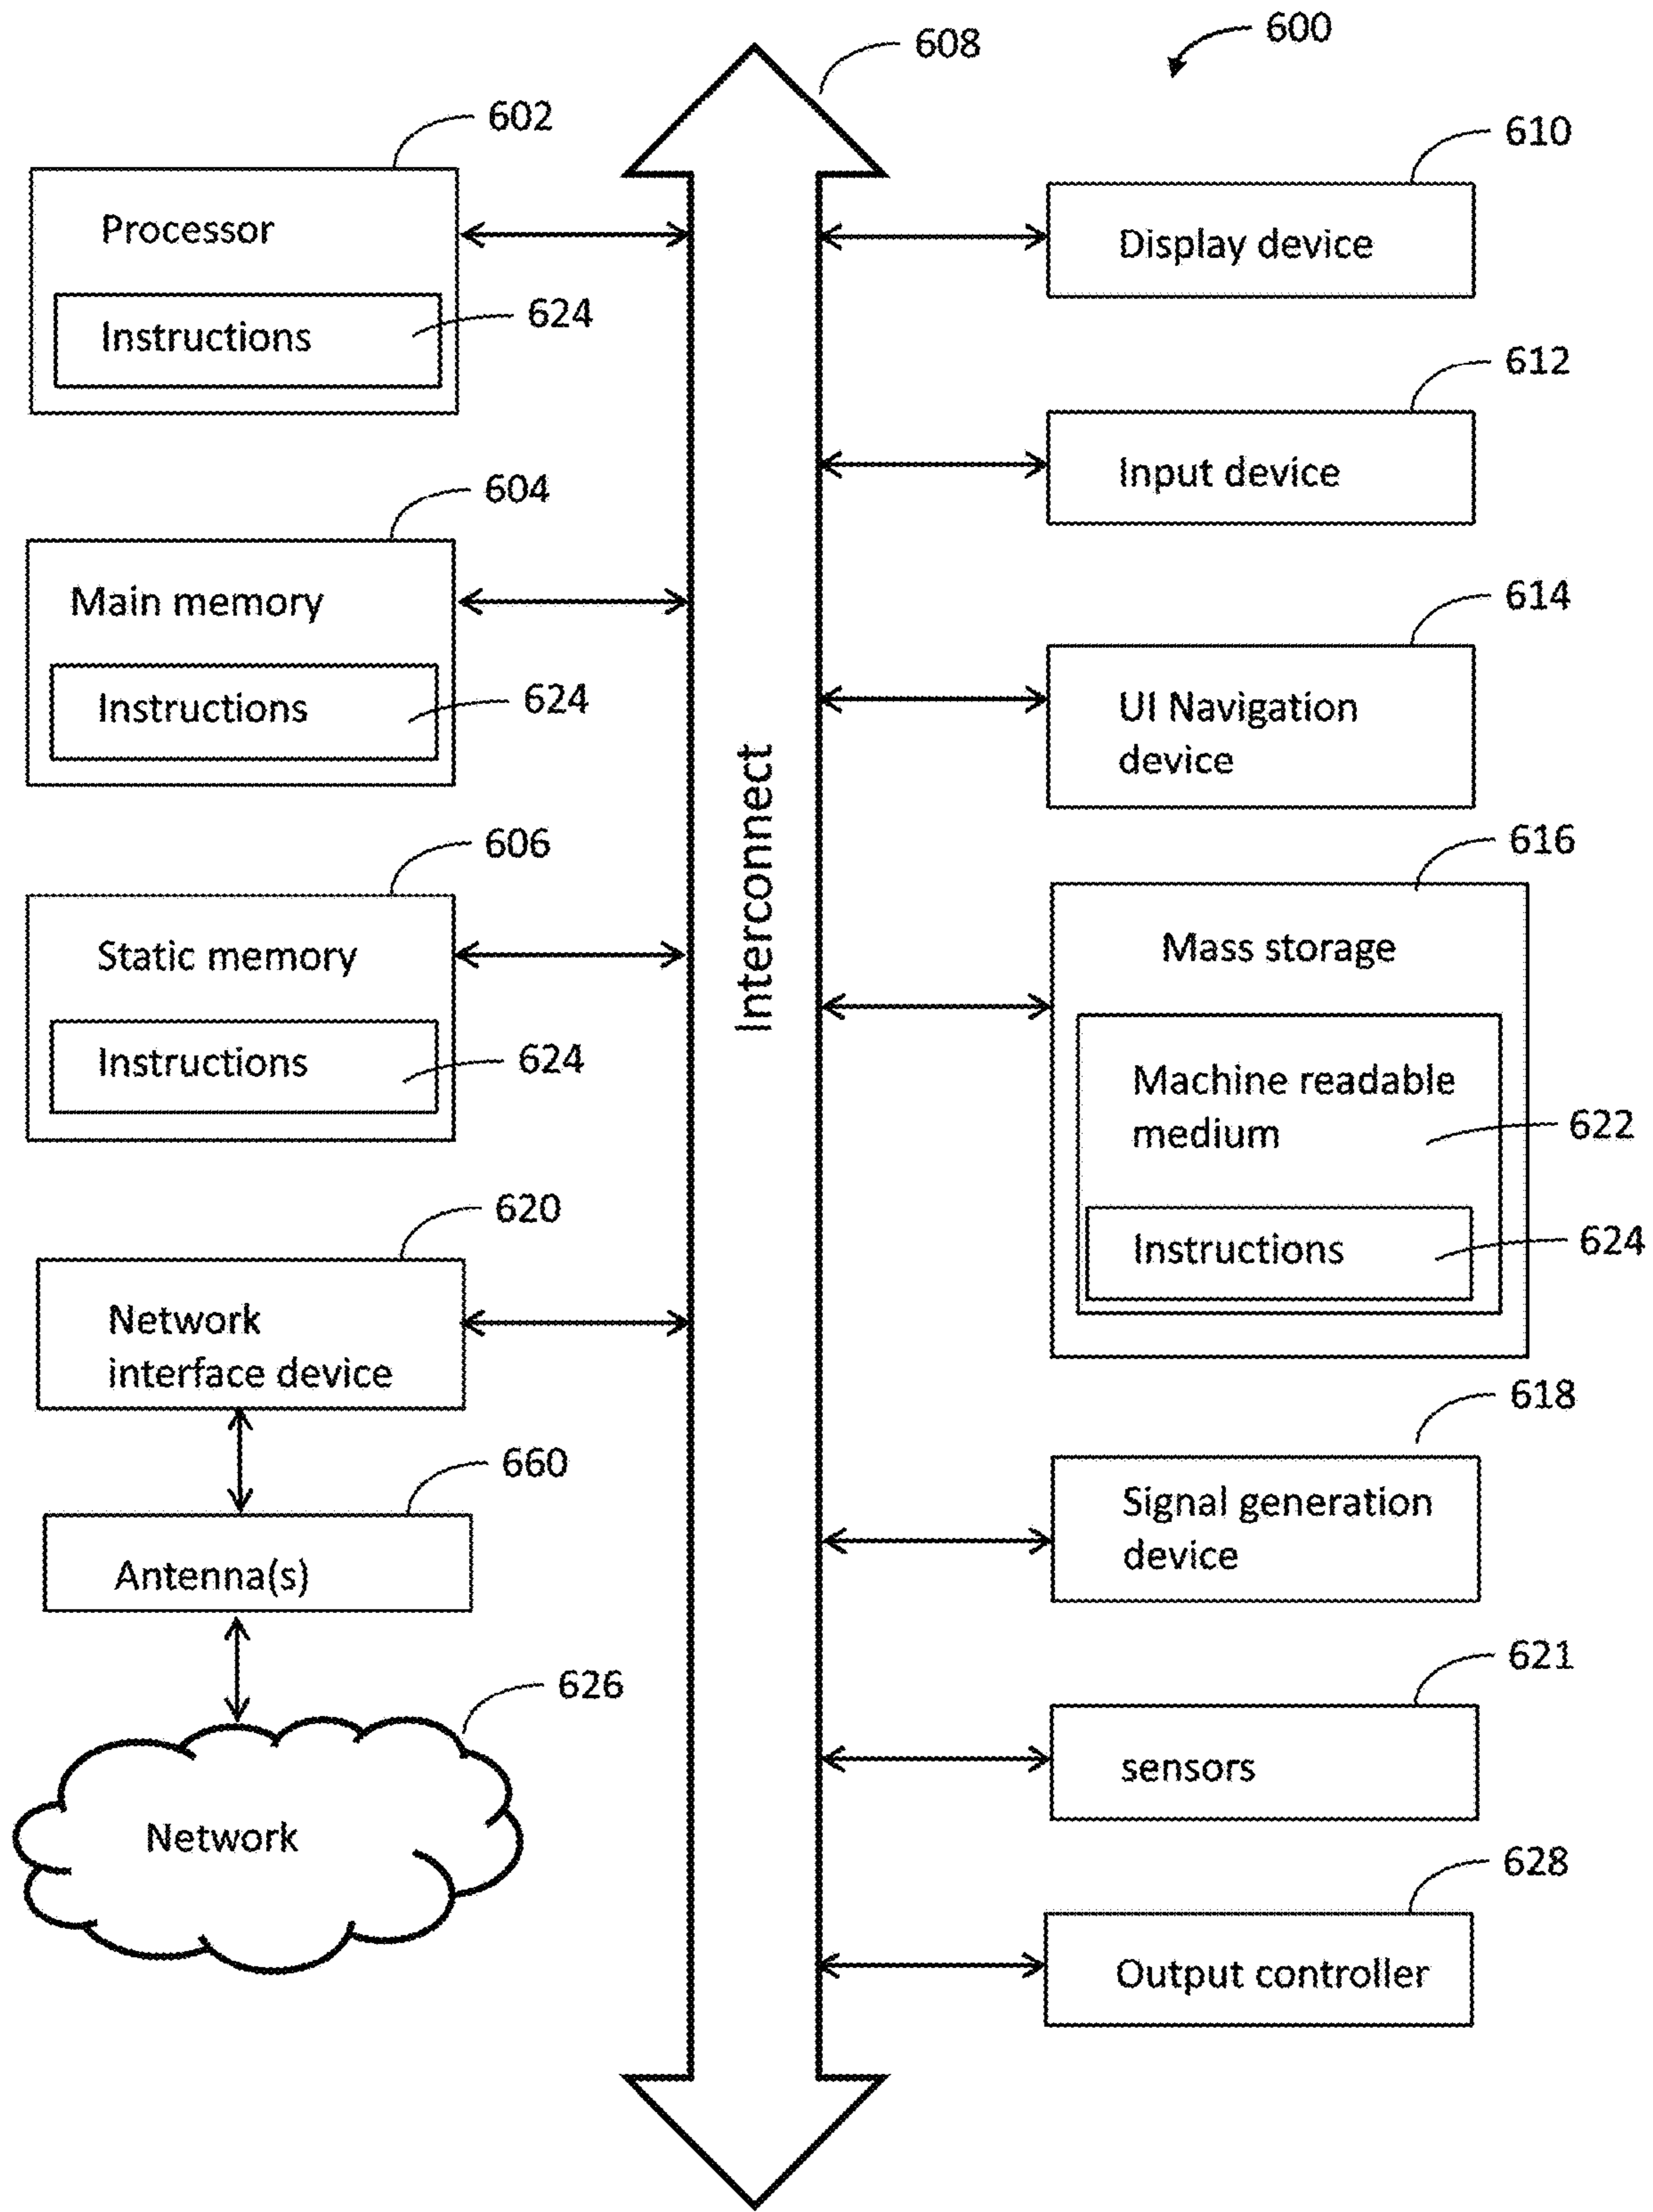 600
608
602
Processor
Instructions
624
604
Main memory
Instructions
624
606
Static memory
Instructions
624
620
Network
interface device
660
Antenna(s)
626
Network
Interconnect
610
Display device
612
Input device
614
UI Navigation
device
616
Mass storage
Machine readable
medium
622
Instructions
624
618
Signal generation
device
621
sensors
628
Output controller